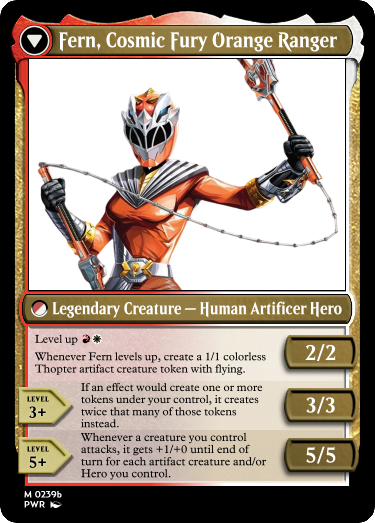 Fern, Cosmic Fury Orange Ranger
Legendary Creature — Human Artificer Hero
Level up
Whenever Fern levels up, create a 1/1 colorless
Thopter artifact creature token with flying.
2/2
LEVEL
3+
If an effect would create one or more
tokens under your control, it creates
twice that many of those tokens
instead.
3/3
LEVEL
5+
Whenever a creature you control
attacks, it gets +1/+0 until end of
turn for each artifact creature and/or
Hero you control.
5/5
M 0239b
PWR